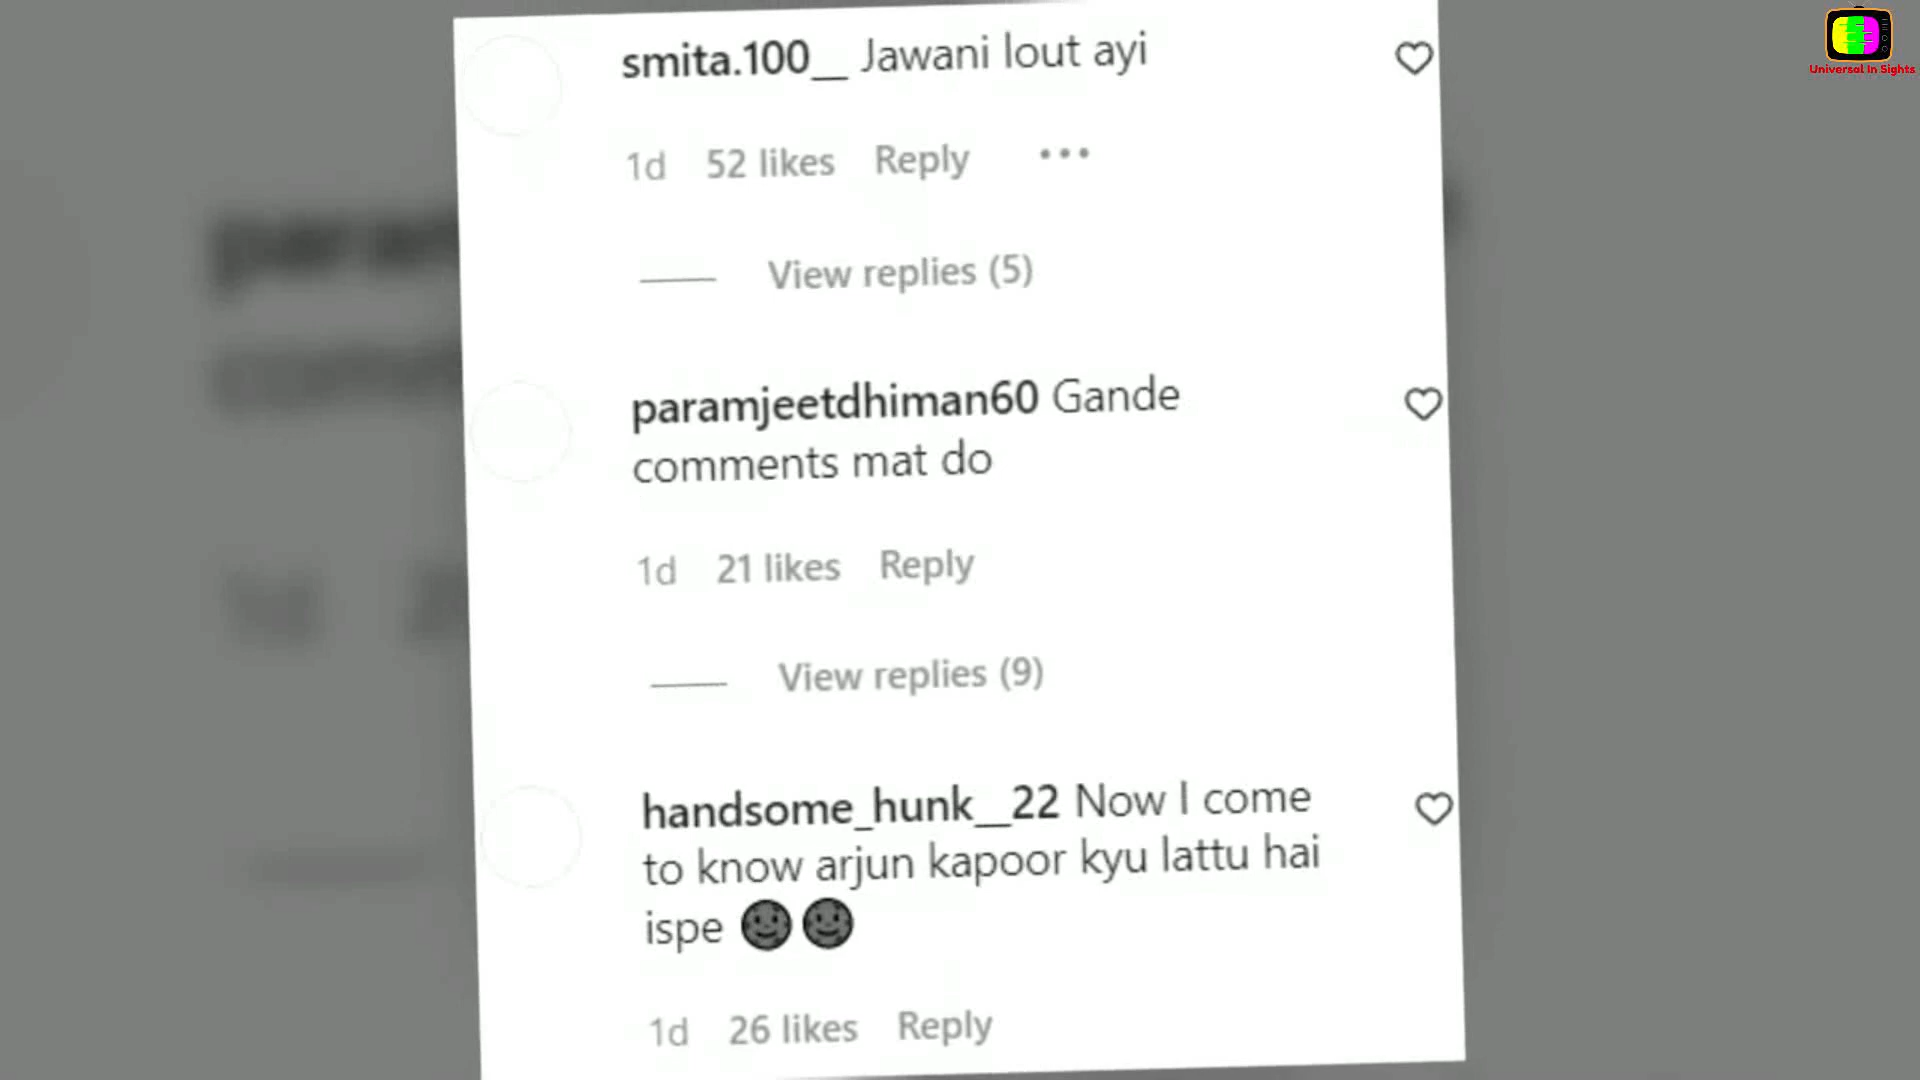 Universal In Sights
smita.100__ Jawani lout ayi
1d 52 likes Reply •••
View replies (5)
paramjeetdhiman60 Gande
comments mat do
1d 21 likes Reply
View replies (9)
handsome_hunk__22 Now I come
to know arjun kapoor kyu lattu hai
ispe 🌚🌚
1d 26 likes Reply